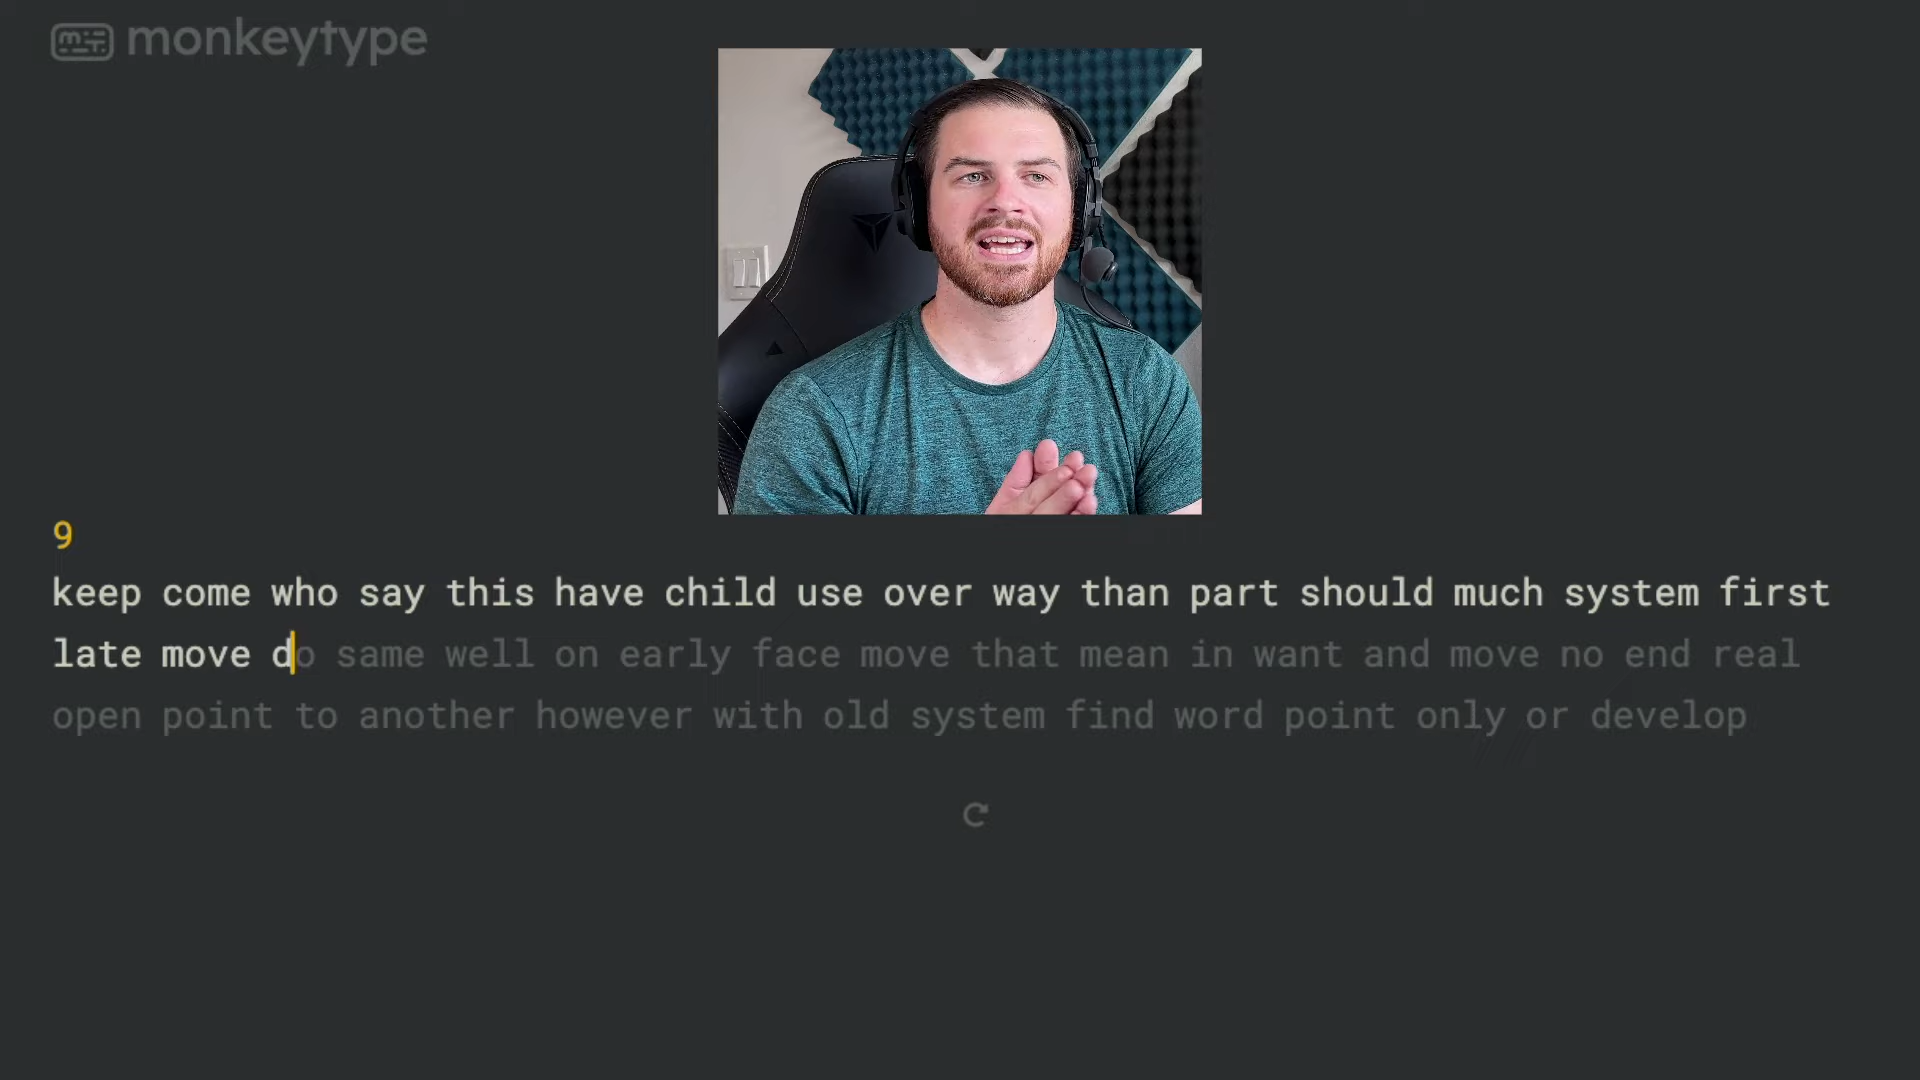 monkeytype
9
keep come who say this have child use over way than part should much system first
late move do same well on early face move that mean in want and move no end real
open point to another however with old system find word point only or develop